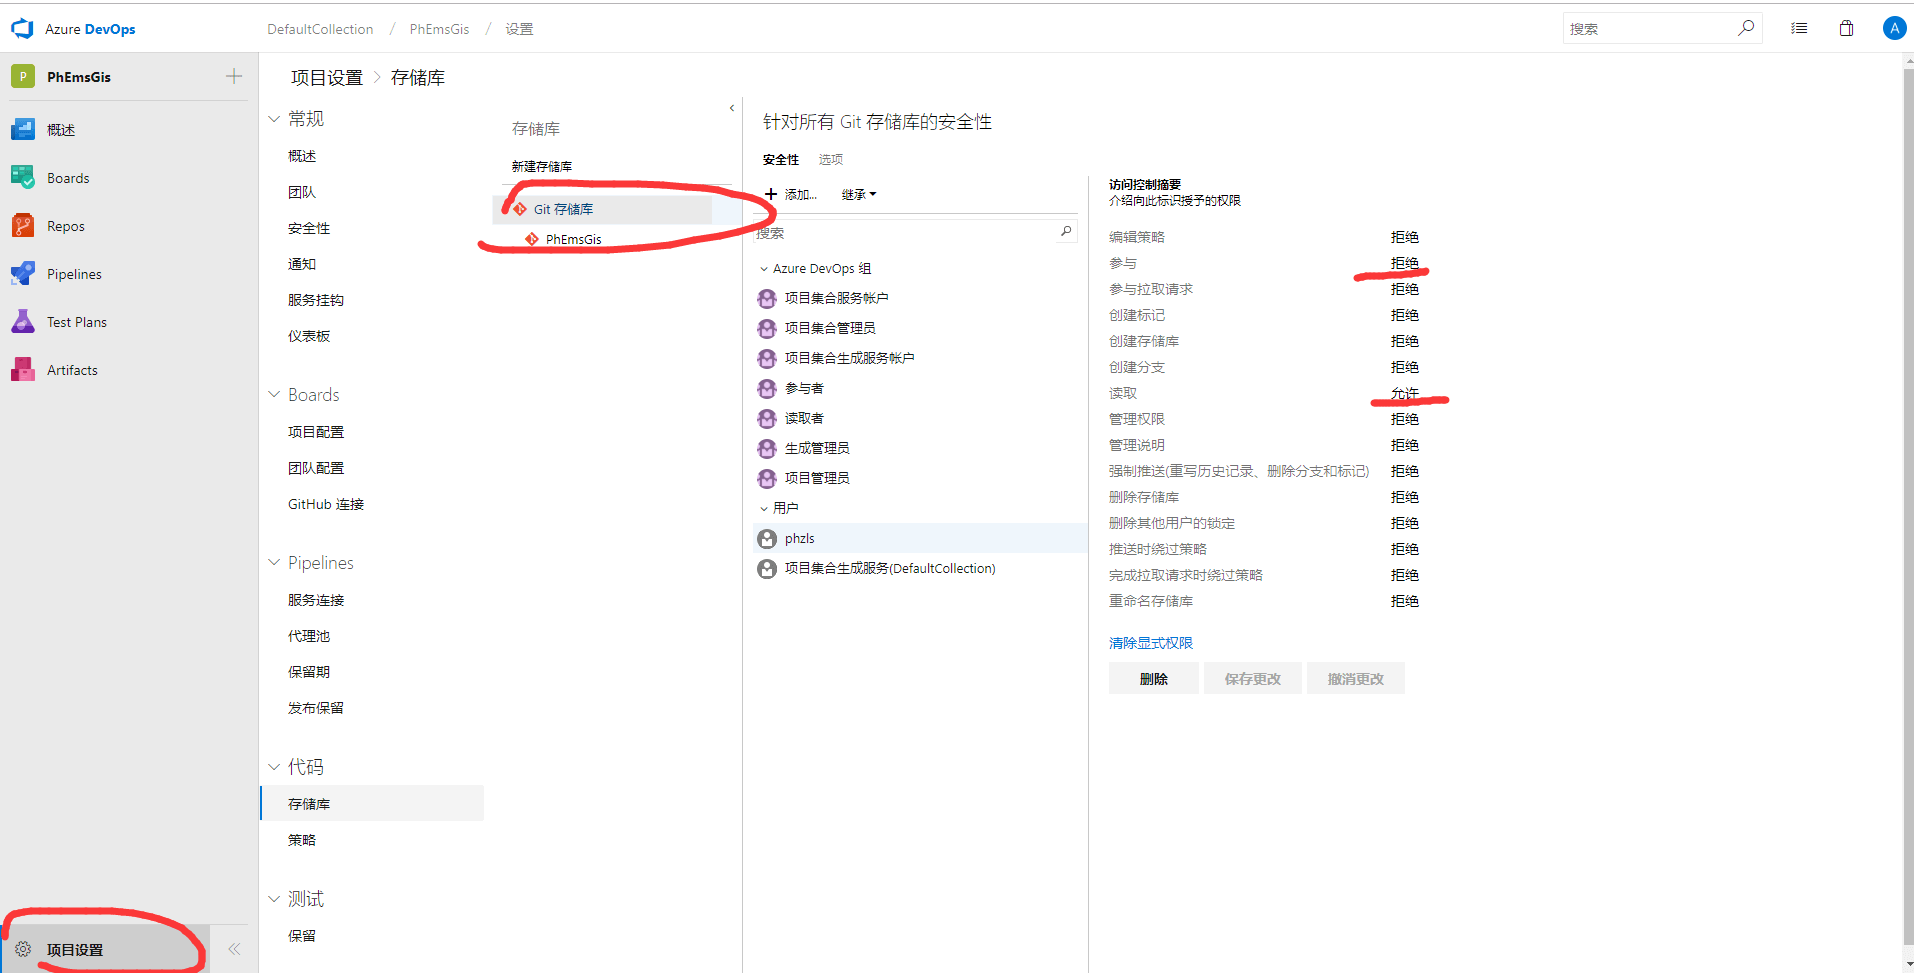 Azure DevOps
DefaultCollection / PhEmsGis / 设置
搜索
A
P PhEmsGis
概述
Boards
Repos
Pipelines
Test Plans
Artifacts
项目设置
项目设置 > 存储库
常规
概述
团队
安全性
通知
服务挂钩
仪表板
Boards
项目配置
团队配置
GitHub 连接
Pipelines
服务连接
代理池
保留期
发布保留
代码
存储库
策略
测试
保留
存储库
新建存储库
Git 存储库
PhEmsGis
针对所有 Git 存储库的安全性
安全性 选项
添加... 继承
搜索
Azure DevOps 组
项目集合服务帐户
项目集合管理员
项目集合生成服务帐户
参与者
读取者
生成管理员
项目管理员
用户
phzls
项目集合生成服务(DefaultCollection)
访问控制摘要
介绍向此标识授予的权限
编辑策略 拒绝
参与 拒绝
参与拉取请求 拒绝
创建标记 拒绝
创建存储库 拒绝
创建分支 拒绝
读取 允许
管理权限 拒绝
管理说明 拒绝
强制推送(重写历史记录、删除分支和标记) 拒绝
删除存储库 拒绝
删除其他用户的锁定 拒绝
推送时绕过策略 拒绝
完成拉取请求时绕过策略 拒绝
重命名存储库 拒绝
清除显式权限
删除 保存更改 撤消更改